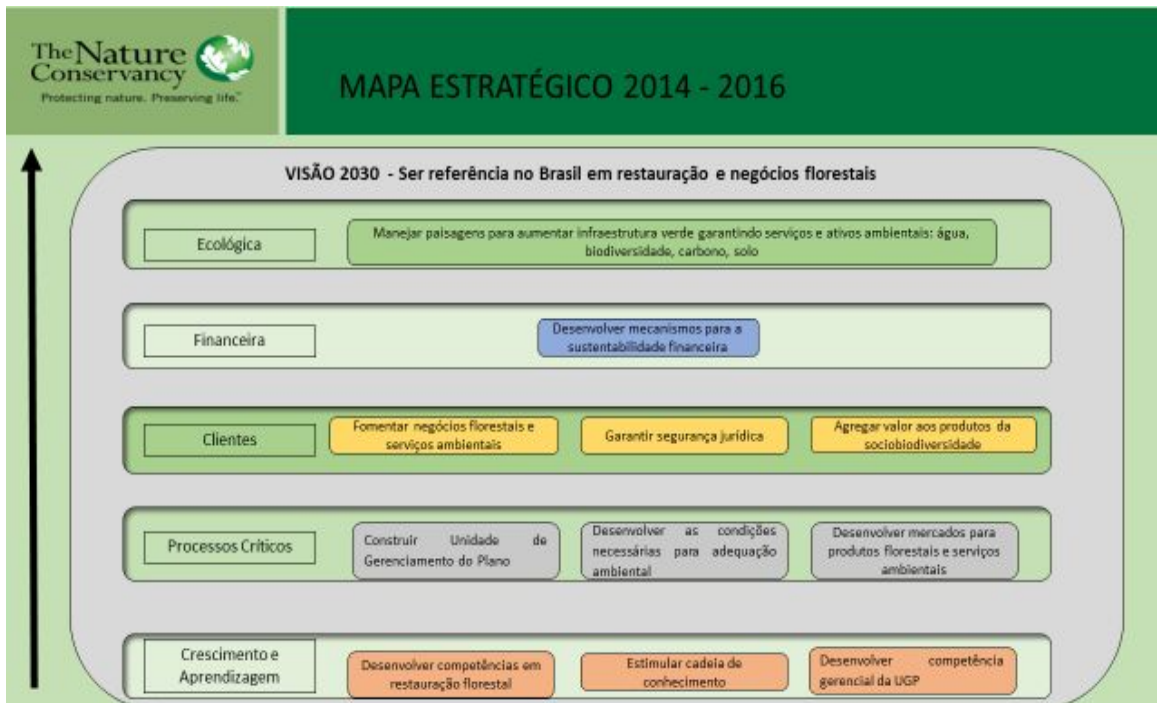 The Nature
Conservancy
Protecting nature. Preserving life.™
MAPA ESTRATÉGICO 2014 - 2016
VISÃO 2030 - Ser referência no Brasil em restauração e negócios florestais
Ecológica
Manejar paisagens para aumentar infraestrutura verde garantindo serviços e ativos ambientais: água,
biodiversidade, carbono, solo
Financeira
Desenvolver mecanismos para a
sustentabilidade financeira
Clientes
Fomentar negócios florestais e
serviços ambientais
Garantir segurança jurídica
Agregar valor aos produtos da
sociobiodiversidade
Processos Críticos
Construir Unidade de
Gerenciamento do Plano
Desenvolver as condições
necessárias para adequação
ambiental
Desenvolver mercados para
produtos florestais e serviços
ambientais
Crescimento e
Aprendizagem
Desenvolver competências em
restauração florestal
Estimular cadeia de
conhecimento
Desenvolver competência
gerencial da UGP